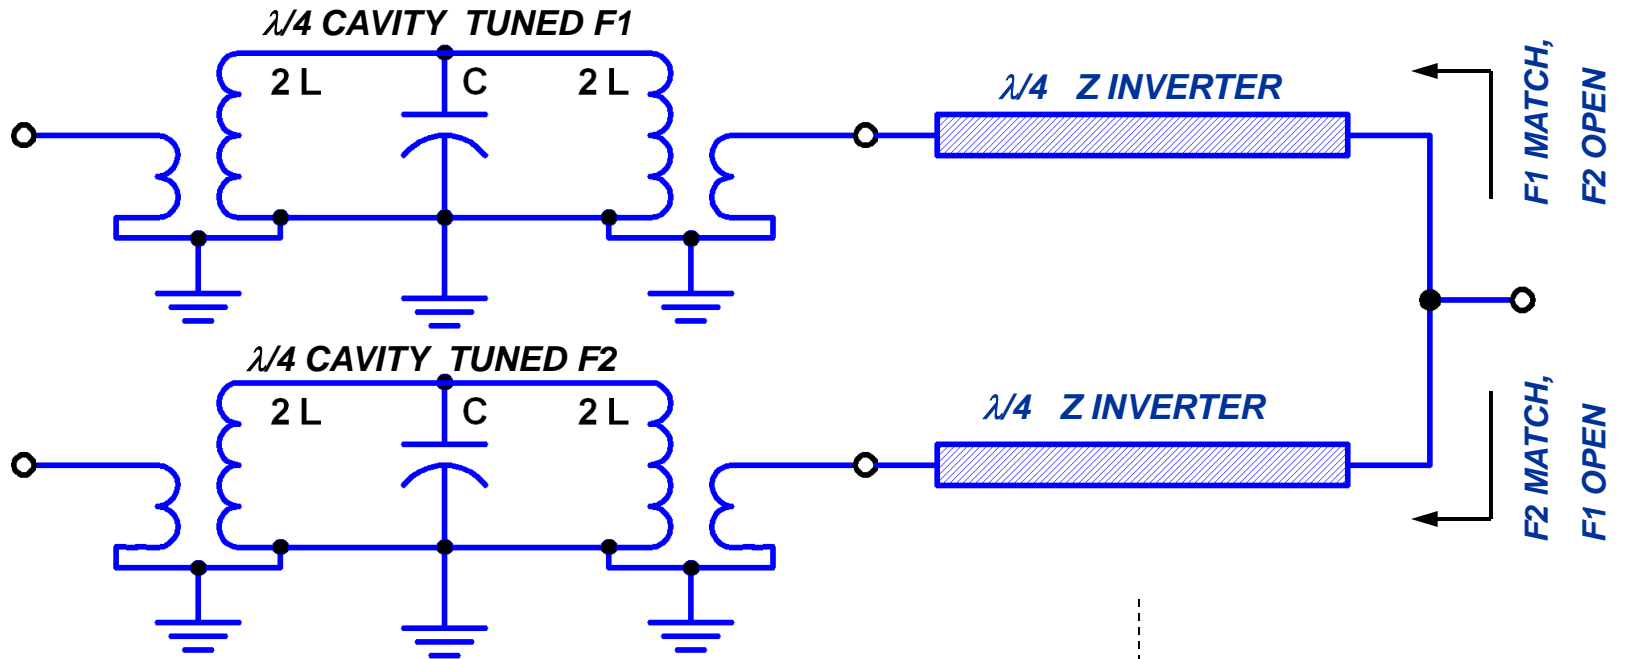 λ/4 CAVITY TUNED F1
2 L
C
2 L
λ/4 Z INVERTER
F1 MATCH,
F2 OPEN
λ/4 CAVITY TUNED F2
2 L
C
2 L
λ/4 Z INVERTER
F2 MATCH,
F1 OPEN